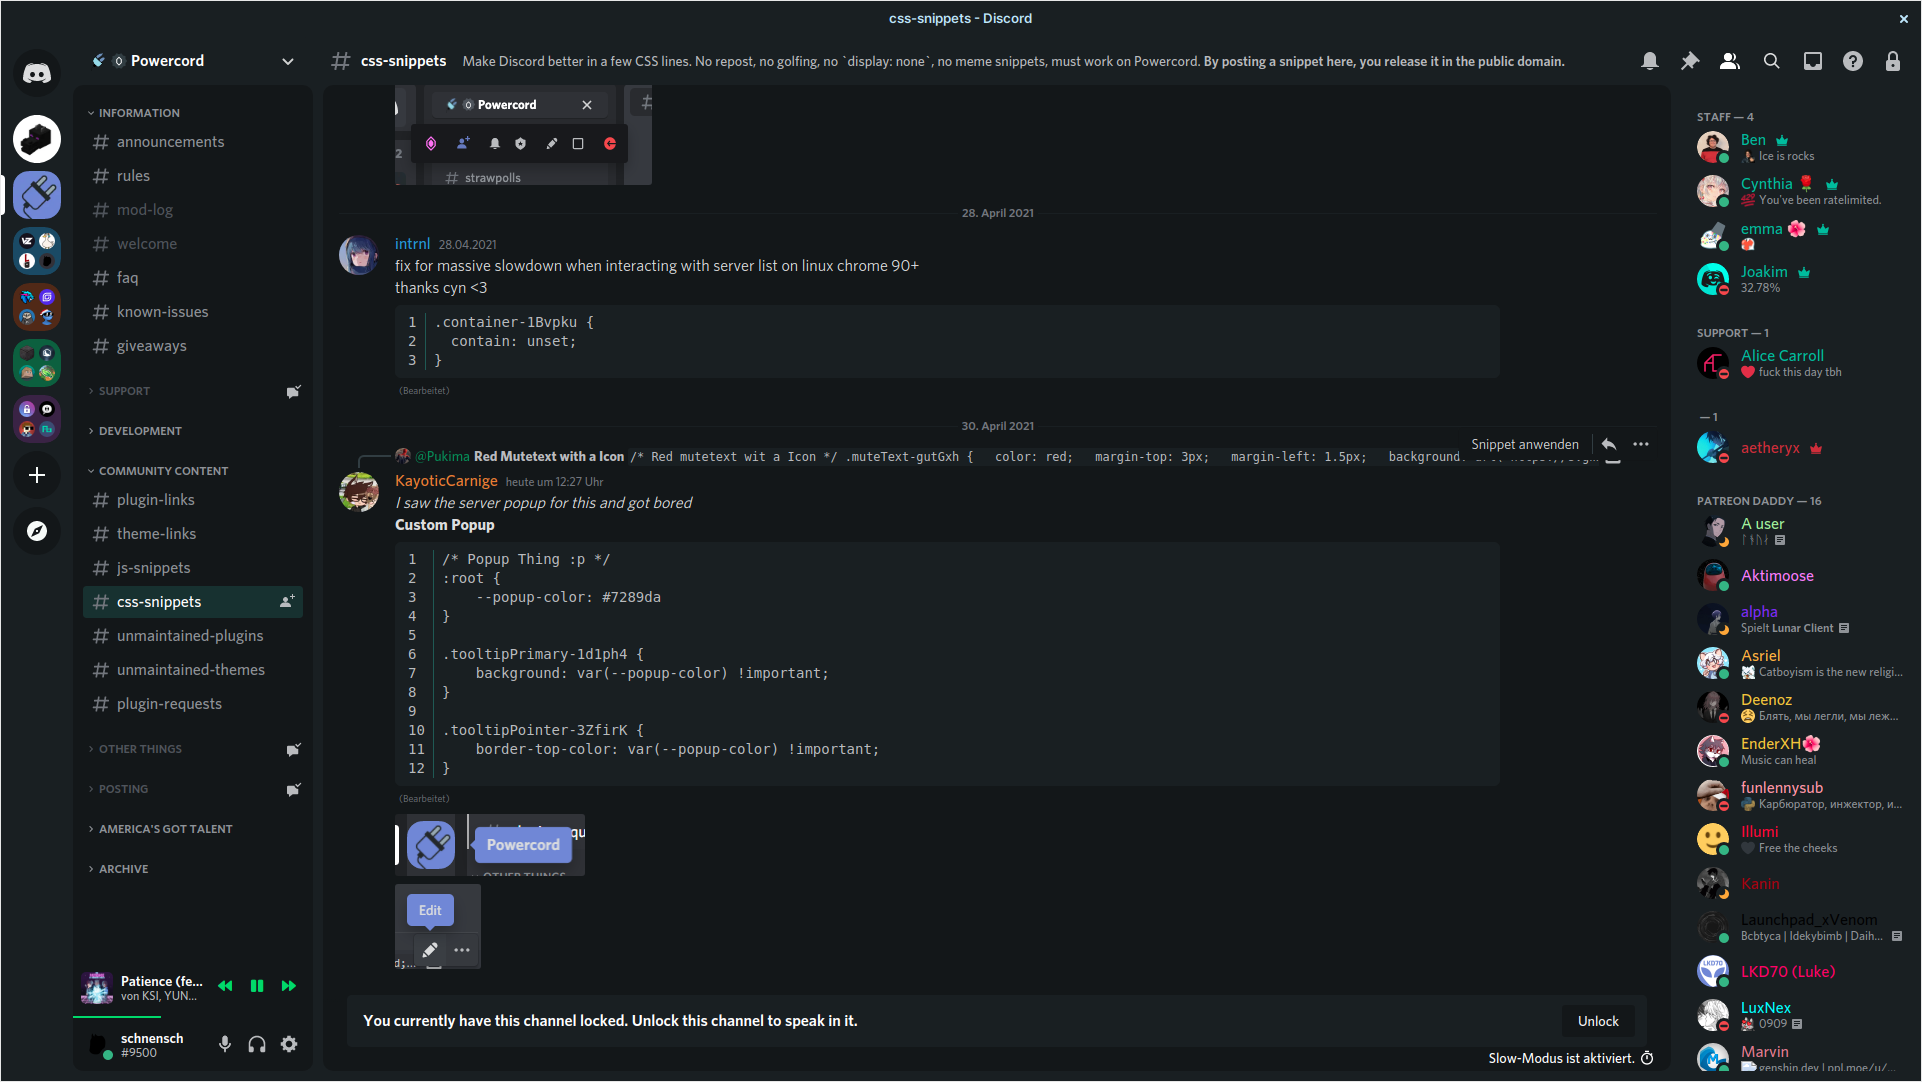 css-snippets - Discord
Powercord
css-snippets
Make Discord better in a few CSS lines. No repost, no golfing, no `display: none`, no meme snippets, must work on Powercord. By posting a snippet here, you release it in the public domain.
INFORMATION
announcements
rules
mod-log
welcome
faq
known-issues
giveaways
SUPPORT
DEVELOPMENT
COMMUNITY CONTENT
plugin-links
theme-links
js-snippets
css-snippets
unmaintained-plugins
unmaintained-themes
plugin-requests
OTHER THINGS
POSTING
AMERICA'S GOT TALENT
ARCHIVE
Patience (fe...
von KSI, YUN...
schnensch
#9500
Powercord
2
strawpolls
28. April 2021
intrnl 28.04.2021
fix for massive slowdown when interacting with server list on linux chrome 90+
thanks cyn <3
1 .container-1Bvpku {
2 contain: unset;
3 }
(Bearbeitet)
30. April 2021
Snippet anwenden
@Pukima Red Mutetext with a Icon /* Red mutetext wit a Icon */ .muteText-gutGxh { color: red; margin-top: 3px; margin-left: 1.5px; background:
KayoticCarnige heute um 12:27 Uhr
I saw the server popup for this and got bored
Custom Popup
1 /* Popup Thing :p */
2 :root {
3 --popup-color: #7289da
4 }
5
6 .tooltipPrimary-1d1ph4 {
7 background: var(--popup-color) !important;
8 }
9
10 .tooltipPointer-3ZfirK {
11 border-top-color: var(--popup-color) !important;
12 }
(Bearbeitet)
qu
Powercord
OTHER THINGS
Edit
d;...
You currently have this channel locked. Unlock this channel to speak in it.
Unlock
Slow-Modus ist aktiviert.
STAFF — 4
Ben
Ice is rocks
Cynthia
You've been ratelimited.
emma
Joakim
32.78%
SUPPORT — 1
Alice Carroll
fuck this day tbh
— 1
aetheryx
PATREON DADDY — 16
A user
Aktimoose
alpha
Spielt Lunar Client
Asriel
Catboyism is the new religi...
Deenoz
Блять, мы легли, мы леж...
EnderXH
Music can heal
funlennysub
Карбюратор, инжектор, и...
Illumi
Free the cheeks
Kanin
Launchpad_xVenom
Bcbtyca | Idekybimb | Daih...
LKD70 (Luke)
LuxNex
0909
Marvin
genshin.dev | npl.moe/u/...